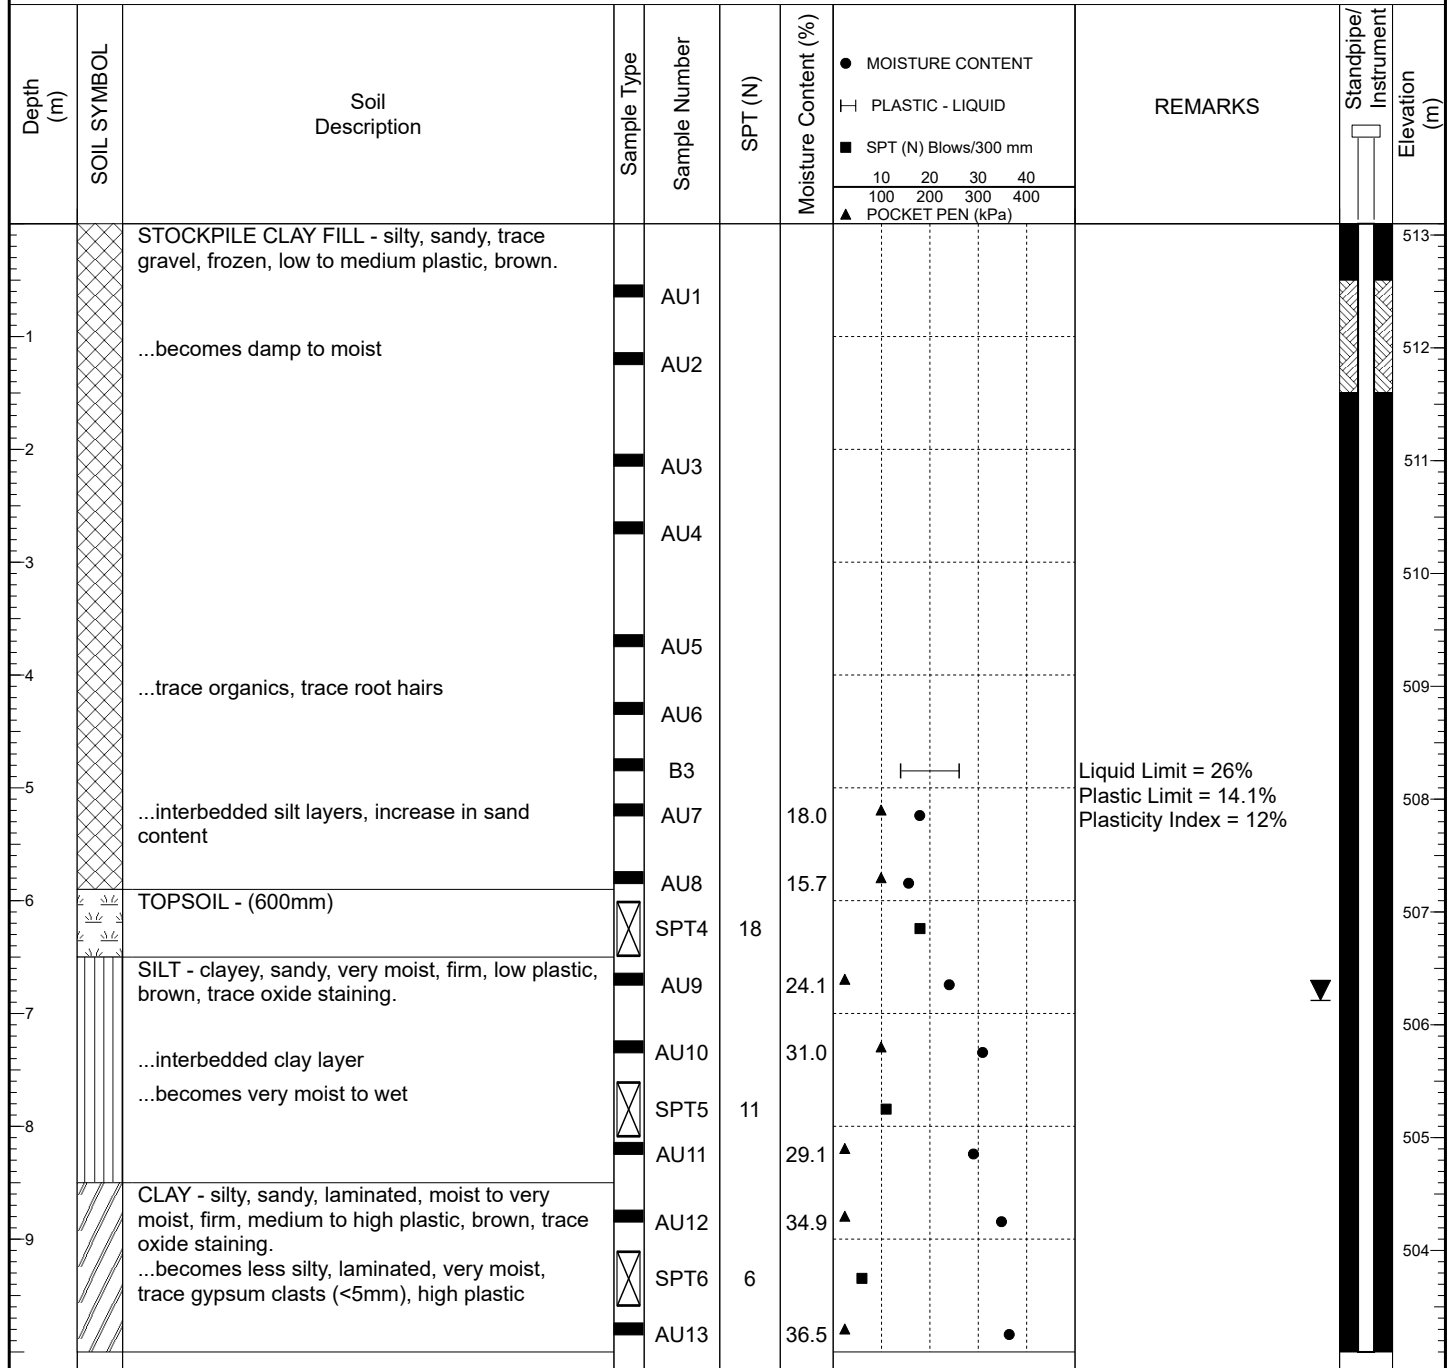 Depth
(m)
SOIL SYMBOL
Soil
Description
Sample Type
Sample Number
SPT (N)
Moisture Content (%)
MOISTURE CONTENT
PLASTIC - LIQUID
SPT (N) Blows/300 mm
10 20 30 40
100 200 300 400
POCKET PEN (kPa)
REMARKS
Standpipe/
Instrument
Elevation
(m)
STOCKPILE CLAY FILL - silty, sandy, trace
gravel, frozen, low to medium plastic, brown.
513
AU1
1
...becomes damp to moist
AU2
512
2
AU3
511
AU4
3
510
AU5
4
...trace organics, trace root hairs
AU6
509
B3
Liquid Limit = 26%
Plastic Limit = 14.1%
Plasticity Index = 12%
5
...interbedded silt layers, increase in sand
content
AU7
18.0
508
AU8
15.7
6
TOPSOIL - (600mm)
507
SPT4
18
SILT - clayey, sandy, very moist, firm, low plastic,
brown, trace oxide staining.
AU9
24.1
7
506
...interbedded clay layer
AU10
31.0
...becomes very moist to wet
SPT5
11
8
505
AU11
29.1
CLAY - silty, sandy, laminated, moist to very
moist, firm, medium to high plastic, brown, trace
oxide staining.
AU12
34.9
9
504
...becomes less silty, laminated, very moist,
trace gypsum clasts (<5mm), high plastic
SPT6
6
AU13
36.5